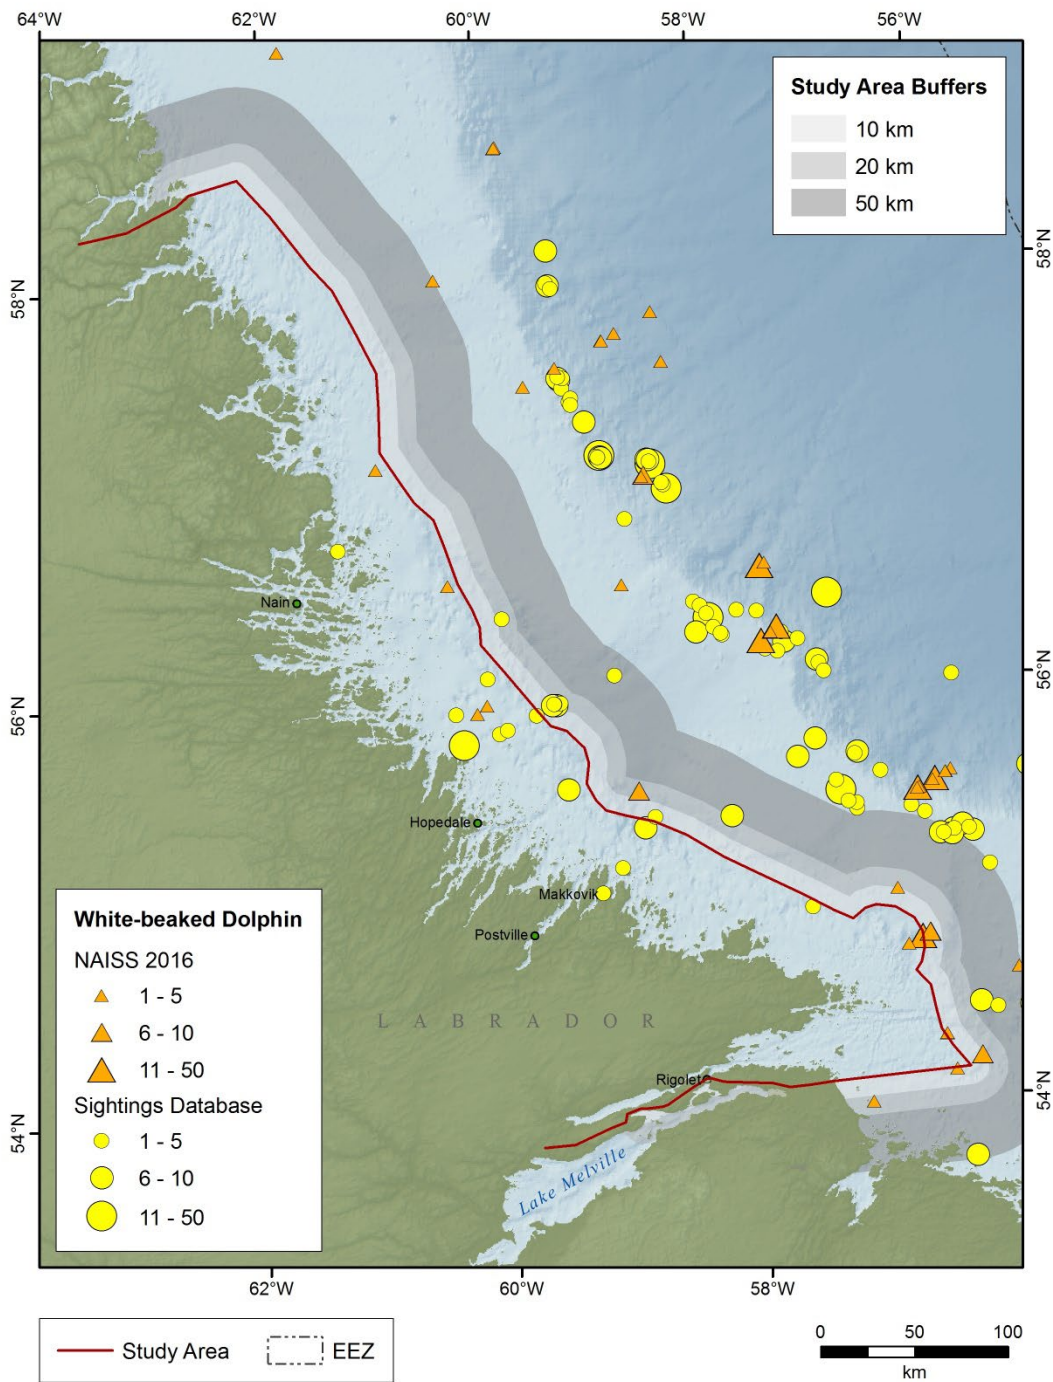 64°W 62°W 60°W 58°W 56°W
Study Area Buffers
10 km
20 km
50 km
58°N
58°N
Nain
56°N
56°N
Hopedale
Makkovik
Postville
LABRADOR
Rigolet
54°N
54°N
Lake Melville
White-beaked Dolphin
NAISS 2016
1 - 5
6 - 10
11 - 50
Sightings Database
1 - 5
6 - 10
11 - 50
62°W 60°W 58°W
Study Area EEZ
0 50 100
km